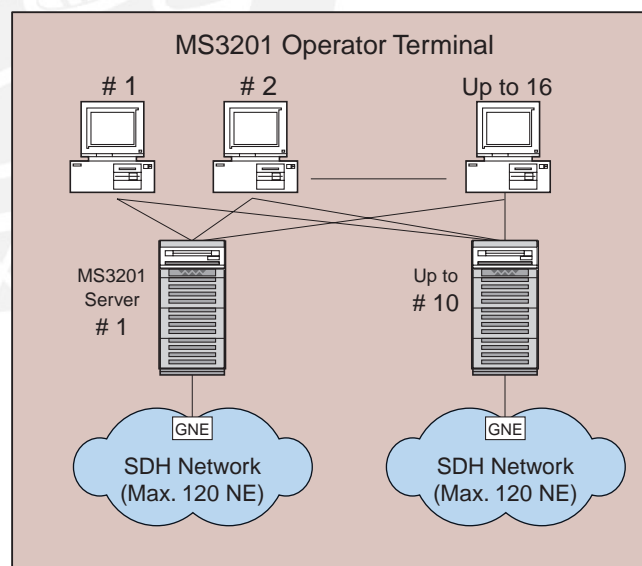 MS3201 Operator Terminal
# 1
# 2
Up to 16
MS3201
Server
# 1
Up to
# 10
GNE
SDH Network
(Max. 120 NE)
GNE
SDH Network
(Max. 120 NE)